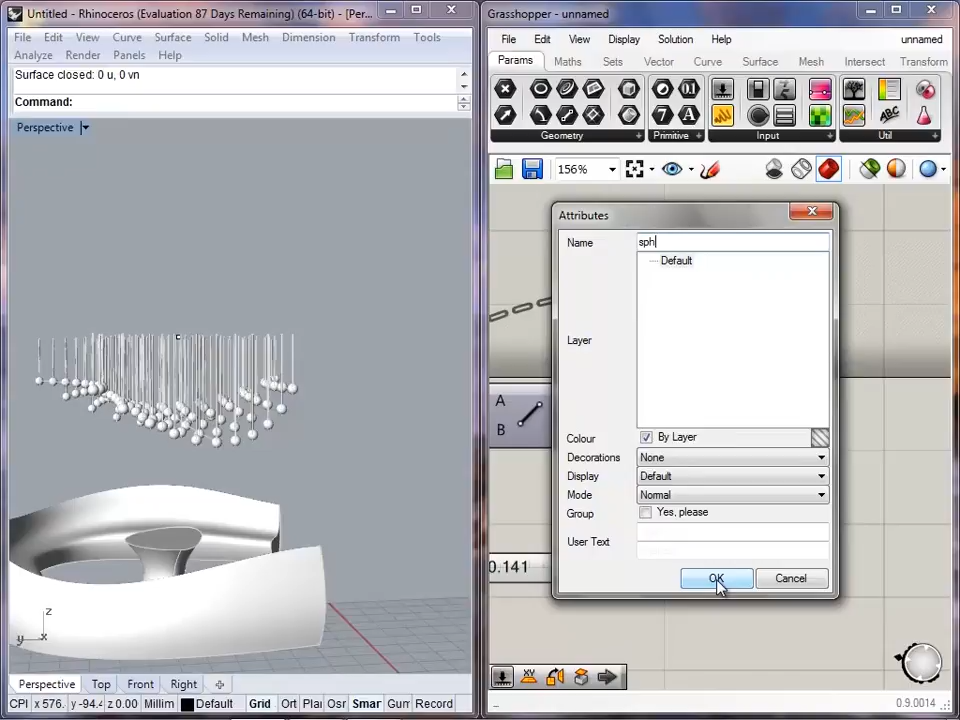 Untitled - Rhinoceros (Evaluation 87 Days Remaining) (64-bit) - [Per...
File Edit View Curve Surface Solid Mesh Dimension Transform Tools
Analyze Render Panels Help
Surface closed: 0 u, 0 vn
Command:
Perspective
z
y
x
Perspective Top Front Right
CPl x 576. y -94.4 z 0.00 Millim Default Grid Ort Plan Osr Smar Gum Record
Grasshopper - unnamed
File Edit View Display Solution Help unnamed
Params Maths Sets Vector Curve Surface Mesh Intersect Transform
Geometry Primitive Input Util
156%
Attributes
Name sph
Default
Layer
Colour By Layer
Decorations None
Display Default
Mode Normal
Group Yes, please
User Text
OK Cancel
A
B
0.141
0.9.0014